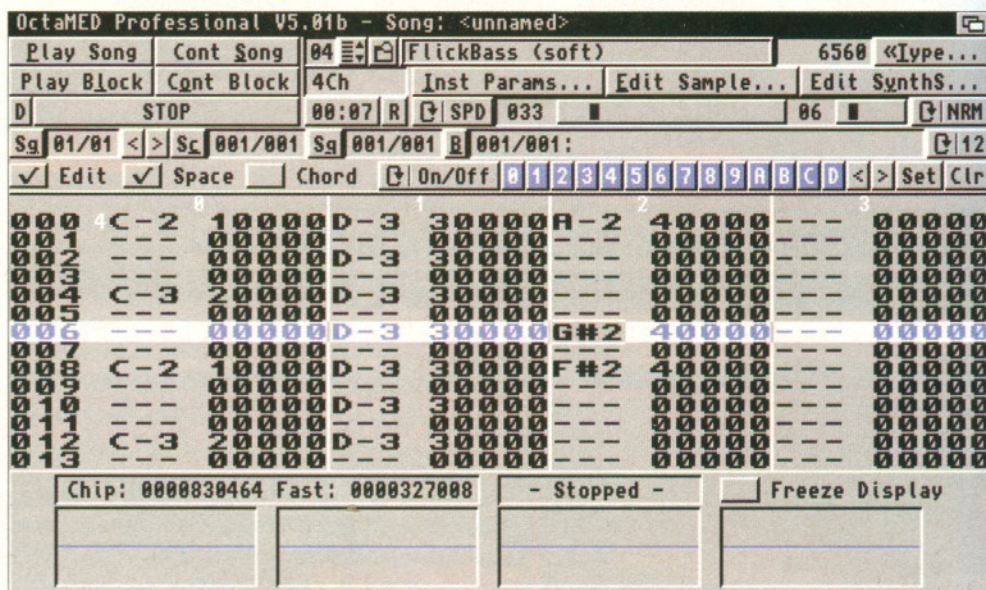 OctaMED Professional V5.01b - Song: <unnamed>
Play Song Cont Song 04 FlickBass (soft) 6560 «Type...
Play Block Cont Block 4Ch Inst Params... Edit Sample... Edit SynthS...
D STOP 00:07 R SPD 033 06 NRM
Sg 01/01 < > Sc 001/001 Sq 001/001 B 001/001: 12
✓ Edit ✓ Space Chord On/Off 0 1 2 3 4 5 6 7 8 9 A B C D < > Set Clr
0 1 2 3
000 4 C-2 10000 D-3 30000 A-2 40000 --- 00000
001 --- 00000 --- 00000 --- 00000 --- 00000
002 --- 00000 D-3 30000 --- 00000 --- 00000
003 --- 00000 --- 00000 --- 00000 --- 00000
004 C-3 20000 D-3 30000 --- 00000 --- 00000
005 --- 00000 --- 00000 --- 00000 --- 00000
006 --- 00000 D-3 30000 G#2 40000 --- 00000
007 --- 00000 --- 00000 --- 00000 --- 00000
008 C-2 10000 D-3 30000 F#2 40000 --- 00000
009 --- 00000 --- 00000 --- 00000 --- 00000
010 --- 00000 D-3 30000 --- 00000 --- 00000
011 --- 00000 --- 00000 --- 00000 --- 00000
012 C-3 20000 D-3 30000 --- 00000 --- 00000
013 --- 00000 --- 00000 --- 00000 --- 00000
Chip: 0000830464 Fast: 0000327008 - Stopped - Freeze Display